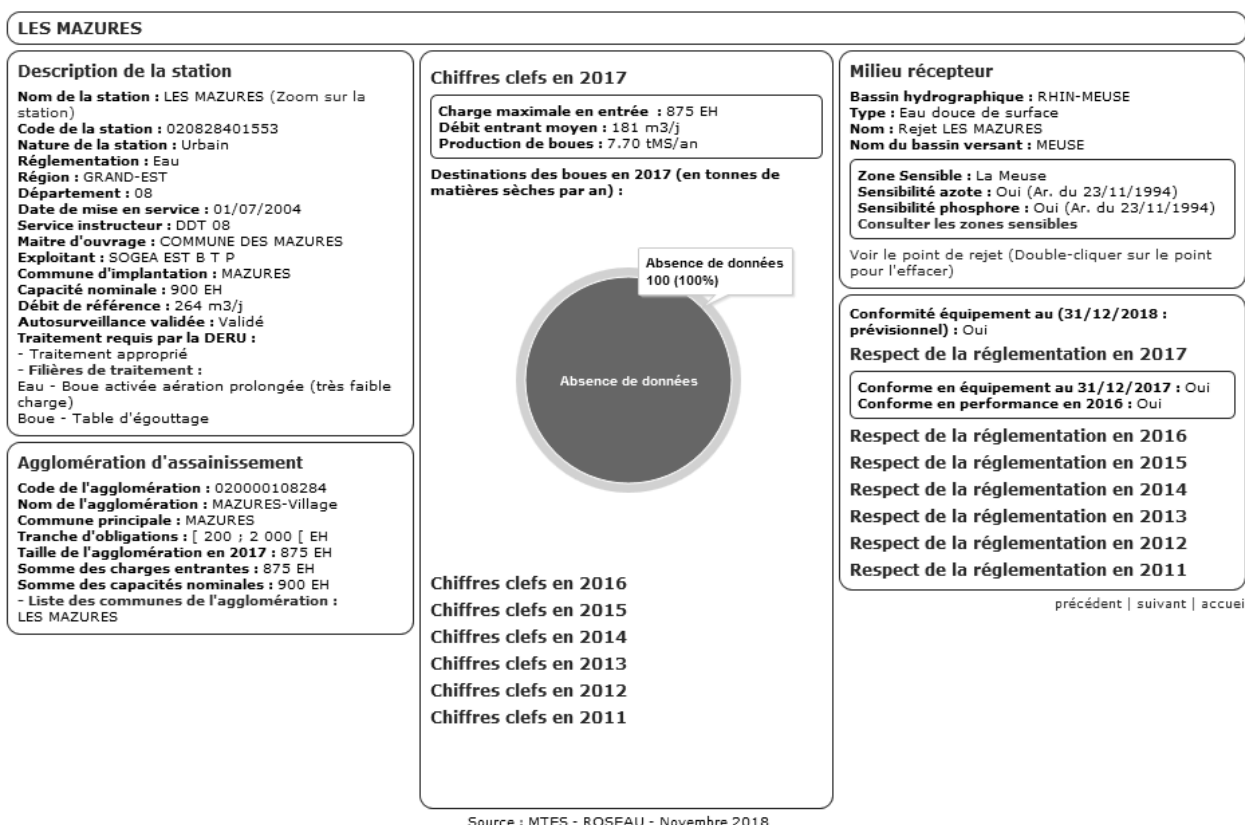 LES MAZURES
Description de la station
Nom de la station : LES MAZURES (Zoom sur la
station)
Code de la station : 020828401553
Nature de la station : Urbain
Réglementation : Eau
Région : GRAND-EST
Département : 08
Date de mise en service : 01/07/2004
Service instructeur : DDT 08
Maitre d'ouvrage : COMMUNE DES MAZURES
Exploitant : SOGEA EST B T P
Commune d'implantation : MAZURES
Capacité nominale : 900 EH
Débit de référence : 264 m3/j
Autosurveillance validée : Validé
Traitement requis par la DERU :
- Traitement approprié
- Filières de traitement :
Eau - Boue activée aération prolongée (très faible
charge)
Boue - Table d'égouttage
Agglomération d'assainissement
Code de l'agglomération : 020000108284
Nom de l'agglomération : MAZURES-Village
Commune principale : MAZURES
Tranche d'obligations : [ 200 ; 2 000 [ EH
Taille de l'agglomération en 2017 : 875 EH
Somme des charges entrantes : 875 EH
Somme des capacités nominales : 900 EH
- Liste des communes de l'agglomération :
LES MAZURES
Chiffres clefs en 2017
Charge maximale en entrée : 875 EH
Débit entrant moyen : 181 m3/j
Production de boues : 7.70 tMS/an
Destinations des boues en 2017 (en tonnes de
matières sèches par an) :
Absence de données
100 (100%)
Absence de données
Chiffres clefs en 2016
Chiffres clefs en 2015
Chiffres clefs en 2014
Chiffres clefs en 2013
Chiffres clefs en 2012
Chiffres clefs en 2011
Milieu récepteur
Bassin hydrographique : RHIN-MEUSE
Type : Eau douce de surface
Nom : Rejet LES MAZURES
Nom du bassin versant : MEUSE
Zone Sensible : La Meuse
Sensibilité azote : Oui (Ar. du 23/11/1994)
Sensibilité phosphore : Oui (Ar. du 23/11/1994)
Consulter les zones sensibles
Voir le point de rejet (Double-cliquer sur le point
pour l'effacer)
Conformité équipement au (31/12/2018 :
prévisionnel) : Oui
Respect de la réglementation en 2017
Conforme en équipement au 31/12/2017 : Oui
Conforme en performance en 2016 : Oui
Respect de la réglementation en 2016
Respect de la réglementation en 2015
Respect de la réglementation en 2014
Respect de la réglementation en 2013
Respect de la réglementation en 2012
Respect de la réglementation en 2011
précédent | suivant | accuei
Source : MTES - ROSEAU - Novembre 2018